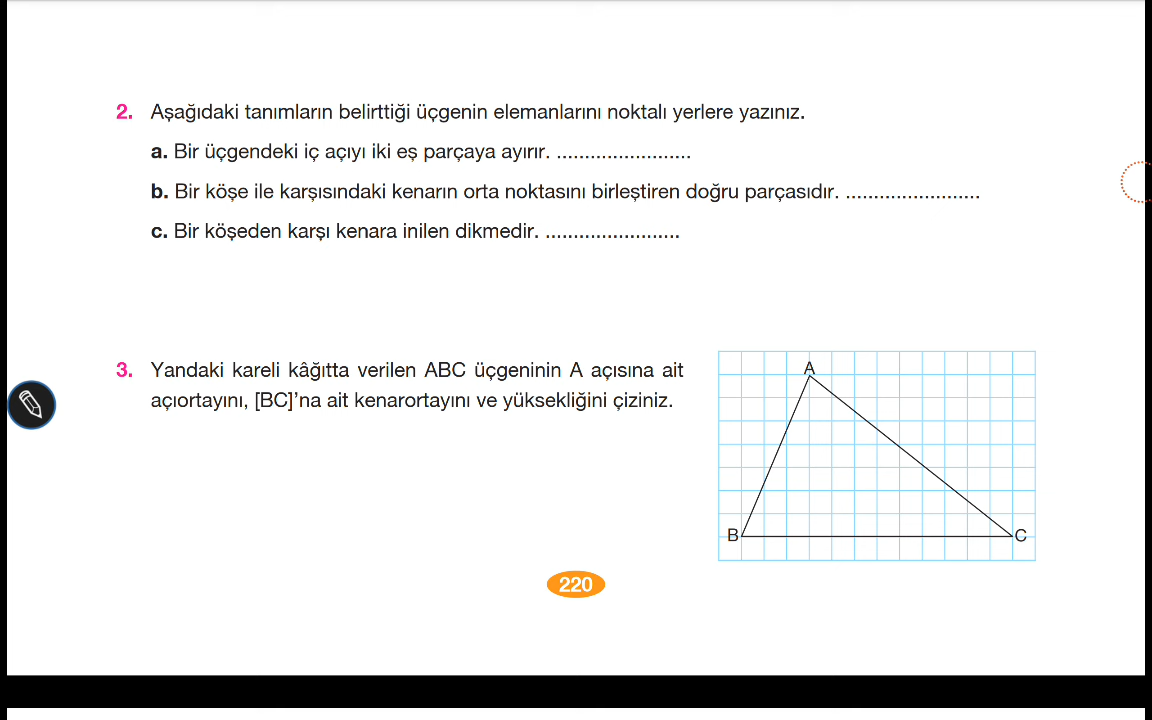 2. Aşağıdaki tanımların belirttiği üçgenin elemanlarını noktalı yerlere yazınız.
a. Bir üçgendeki iç açıyı iki eş parçaya ayırır. ........................
b. Bir köşe ile karşısındaki kenarın orta noktasını birleştiren doğru parçasıdır. ........................
c. Bir köşeden karşı kenara inilen dikmedir. ........................
3. Yandaki kareli kâğıtta verilen ABC üçgeninin A açısına ait
açıortayını, [BC]’na ait kenarortayını ve yüksekliğini çiziniz.
A
B
C
220